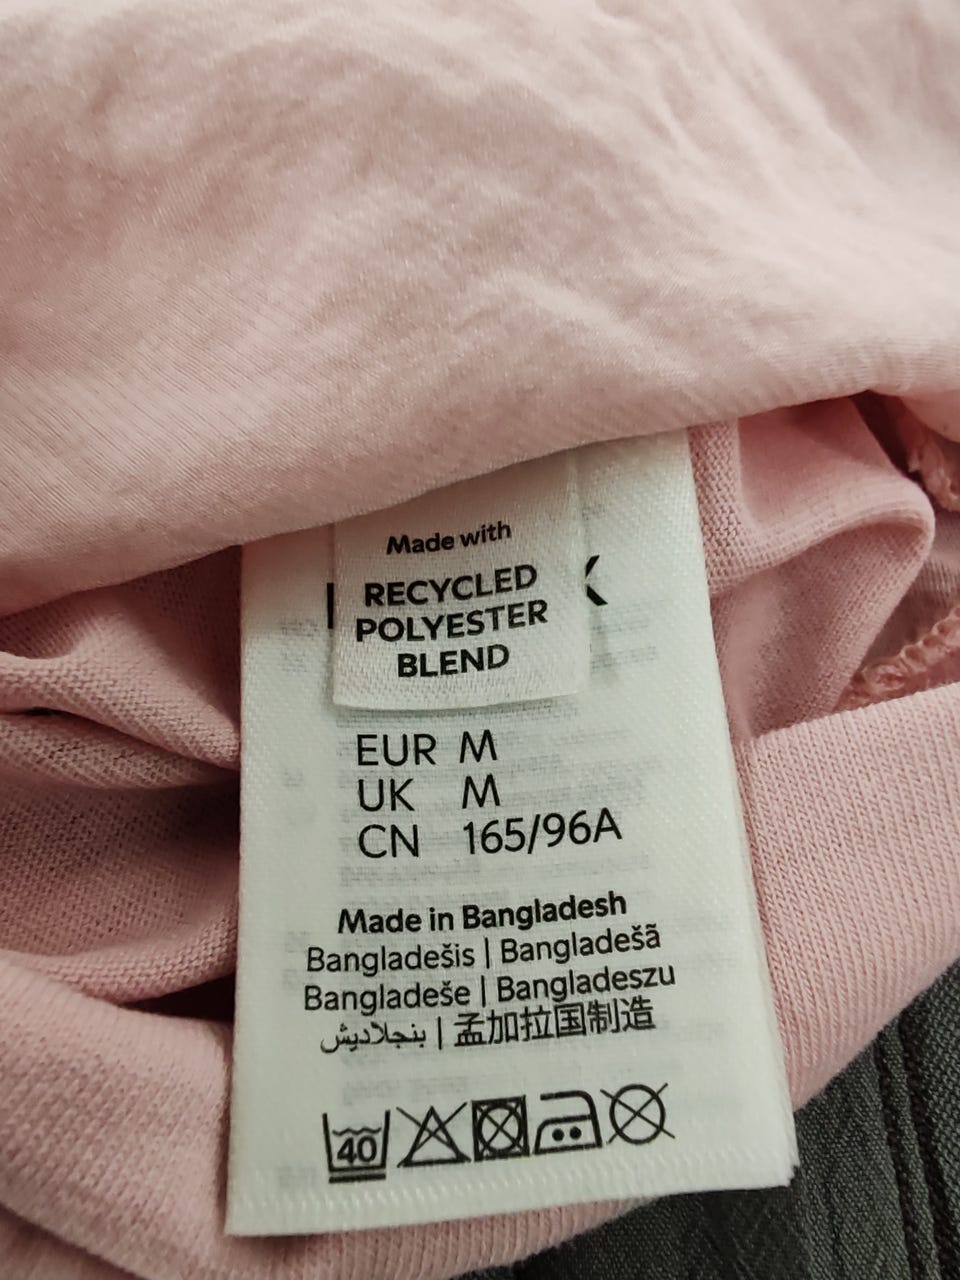 Made with
RECYCLED
POLYESTER
BLEND
EUR M
UK M
CN 165/96A
Made in Bangladesh
Bangladešis | Bangladešā
Bangladeše | Bangladeszu
بنجلاديش | 孟加拉国制造
40